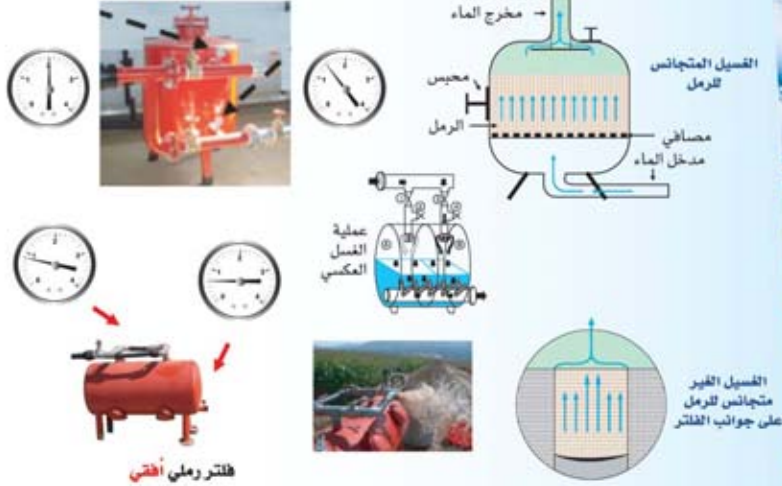 مخرج الماء
الغسيل المتجانس
للرمل
محبس
الرمل
مصافي
مدخل الماء
عملية
الغسل
العكسي
الغسيل الغير
متجانس للرمل
على جوانب الفلتر
فلتر رملي أفقي